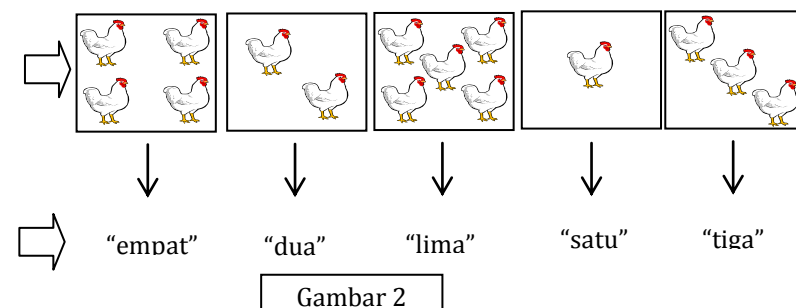 “empat” “dua” “lima” “satu” “tiga”
Gambar 2